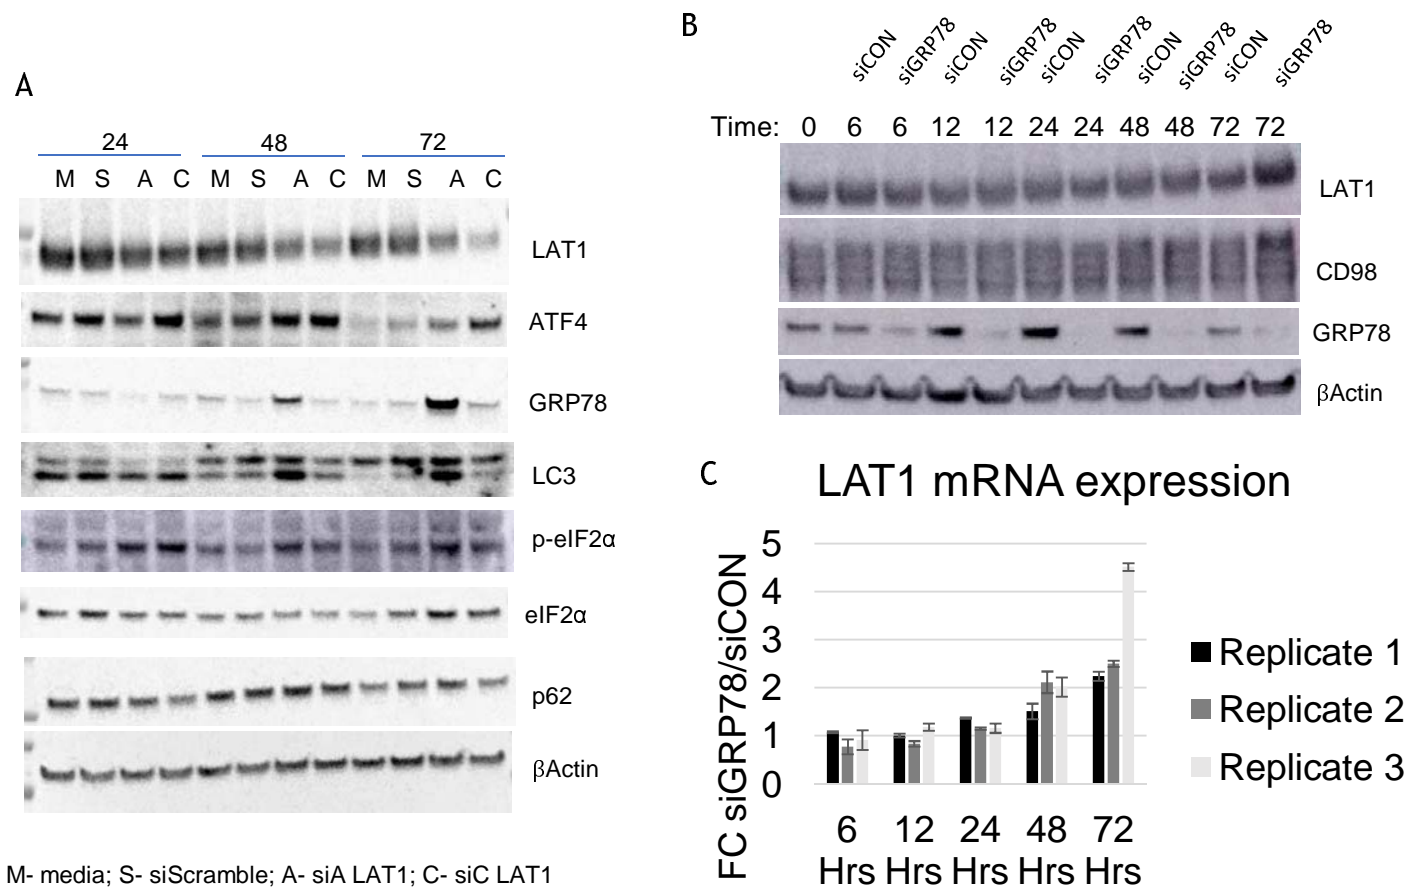 A
24 48 72
M S A C M S A C M S A C
LAT1
ATF4
GRP78
LC3
p-eIF2α
eIF2α
p62
βActin
M- media; S- siScramble; A- siA LAT1; C- siC LAT1
B
siCON siGRP78 siCON siGRP78 siCON siGRP78 siCON siGRP78 siCON siGRP78
Time: 0 6 6 12 12 24 24 48 48 72 72
LAT1
CD98
GRP78
βActin
C
LAT1 mRNA expression
FC siGRP78/siCON
5
4
3
2
1
0
6 12 24 48 72
Hrs Hrs Hrs Hrs Hrs
Replicate 1
Replicate 2
Replicate 3